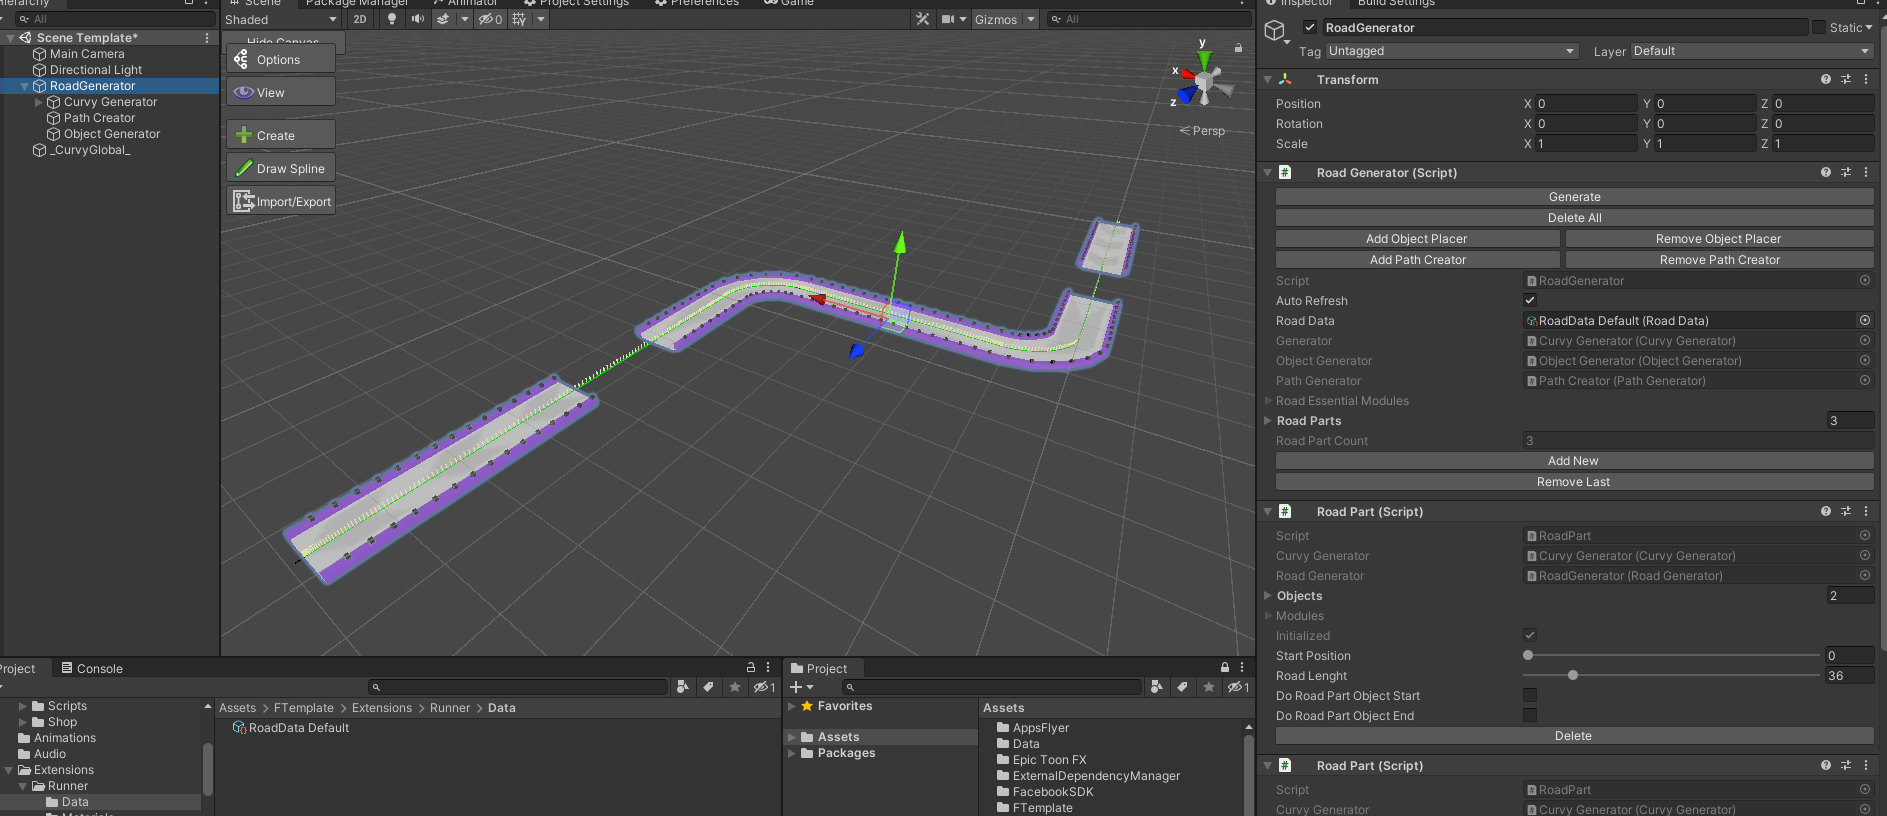 Hierarchy
Scene
Package Manager
Animator
Project Settings
Preferences
Game
Inspector
Build Settings
All
Shaded
2D
0
Gizmos
All
Scene Template*
Main Camera
Directional Light
RoadGenerator
Curvy Generator
Path Creator
Object Generator
_CurvyGlobal_
Hide Canvas
Options
View
Create
Draw Spline
Import/Export
y
x
z
Persp
RoadGenerator
Static
Tag Untagged Layer Default
Transform
Position X 0 Y 0 Z 0
Rotation X 0 Y 0 Z 0
Scale X 1 Y 1 Z 1
Road Generator (Script)
Generate
Delete All
Add Object Placer Remove Object Placer
Add Path Creator Remove Path Creator
Script RoadGenerator
Auto Refresh
Road Data RoadData Default (Road Data)
Generator Curvy Generator (Curvy Generator)
Object Generator Object Generator (Object Generator)
Path Generator Path Creator (Path Generator)
Road Essential Modules
Road Parts 3
Road Part Count 3
Add New
Remove Last
Road Part (Script)
Script RoadPart
Curvy Generator Curvy Generator (Curvy Generator)
Road Generator RoadGenerator (Road Generator)
Objects 2
Modules
Initialized
Start Position 0
Road Lenght 36
Do Road Part Object Start
Do Road Part Object End
Delete
Road Part (Script)
Script RoadPart
Curvy Generator Curvy Generator (Curvy Generator)
Project
Console
1
Scripts
Shop
Animations
Audio
Extensions
Runner
Data
Materials
Assets > FTemplate > Extensions > Runner > Data
RoadData Default
Project
1
Favorites
Assets
Packages
Assets
AppsFlyer
Data
Epic Toon FX
ExternalDependencyManager
FacebookSDK
FTemplate